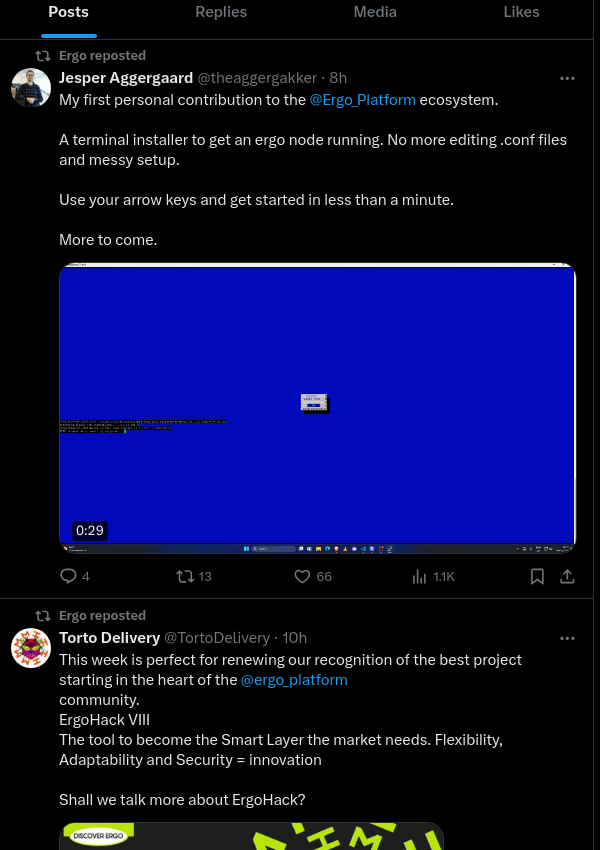 Posts Replies Media Likes
Ergo reposted
Jesper Aggergaard @theaggergakker · 8h
My first personal contribution to the @Ergo_Platform ecosystem.
A terminal installer to get an ergo node running. No more editing .conf files
and messy setup.
Use your arrow keys and get started in less than a minute.
More to come.
0:29
4 13 66 1.1K
Ergo reposted
Torto Delivery @TortoDelivery · 10h
This week is perfect for renewing our recognition of the best project
starting in the heart of the @ergo_platform
community.
ErgoHack VIII
The tool to become the Smart Layer the market needs. Flexibility,
Adaptability and Security = innovation
Shall we talk more about ErgoHack?
DISCOVER ERGO